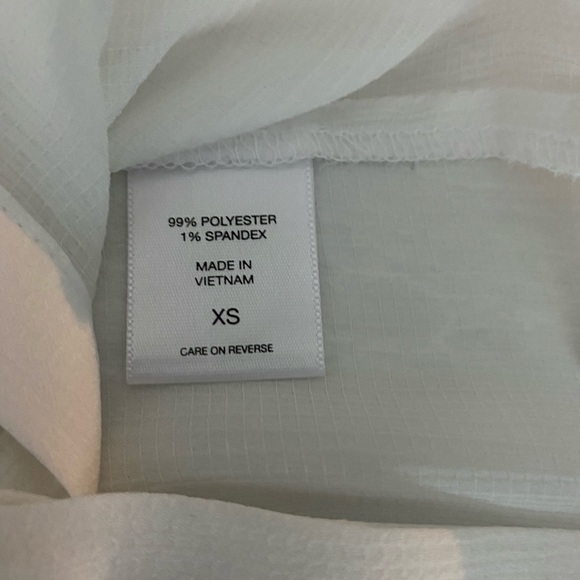 99% POLYESTER
1% SPANDEX
MADE IN
VIETNAM
XS
CARE ON REVERSE